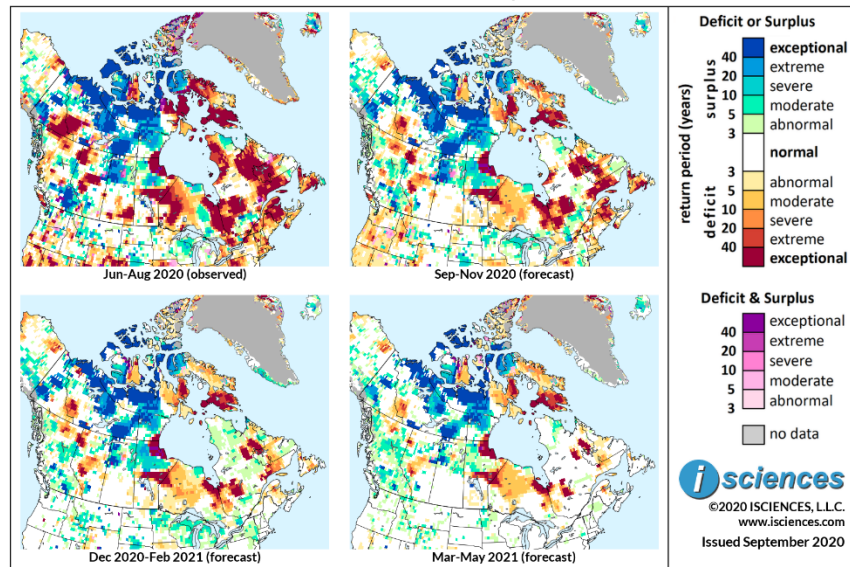 Jun-Aug 2020 (observed)
Sep-Nov 2020 (forecast)
Dec 2020-Feb 2021 (forecast)
Mar-May 2021 (forecast)
Deficit or Surplus
return period (years)
deficit surplus
exceptional
40
extreme
20
severe
10
moderate
5
abnormal
3
normal
3
abnormal
5
moderate
10
severe
20
extreme
40
exceptional
Deficit & Surplus
exceptional
40
extreme
20
severe
10
moderate
5
abnormal
3
no data
i sciences
©2020 ISCIENCES, L.L.C.
www.isciences.com
Issued September 2020